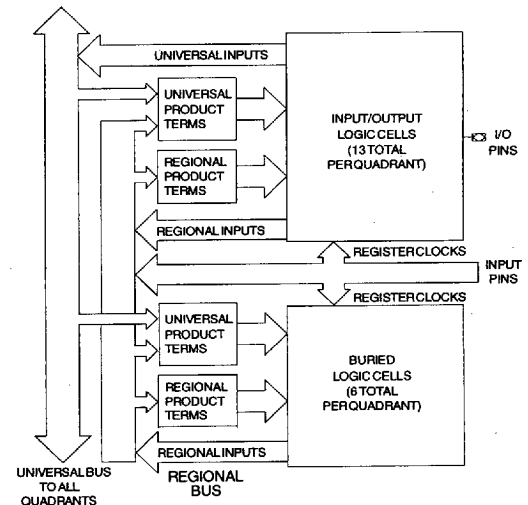 UNIVERSAL INPUTS
UNIVERSAL
PRODUCT
TERMS
REGIONAL
PRODUCT
TERMS
INPUT/OUTPUT
LOGIC CELLS
(13 TOTAL
PER QUADRANT)
I/O
PINS
REGIONAL INPUTS
REGISTER CLOCKS
INPUT
PINS
REGISTER CLOCKS
UNIVERSAL
PRODUCT
TERMS
REGIONAL
PRODUCT
TERMS
BURIED
LOGIC CELLS
(6 TOTAL
PER QUADRANT)
REGIONAL INPUTS
UNIVERSAL BUS
TO ALL
QUADRANTS
REGIONAL
BUS